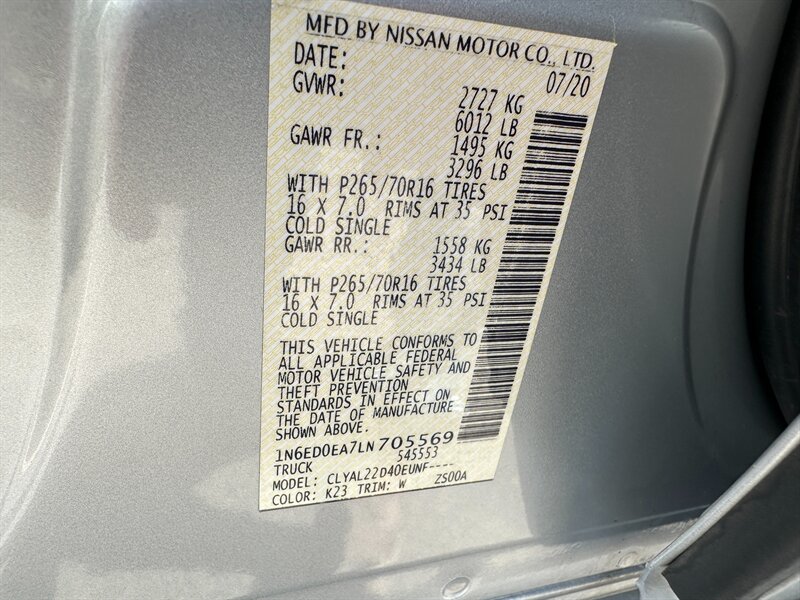 MFD BY NISSAN MOTOR CO., LTD.
DATE: 07/20
GVWR: 2727 KG
6012 LB
GAWR FR.: 1495 KG
3296 LB
WITH P265/70R16 TIRES
16 X 7.0 RIMS AT 35 PSI
COLD SINGLE
GAWR RR.: 1558 KG
3434 LB
WITH P265/70R16 TIRES
16 X 7.0 RIMS AT 35 PSI
COLD SINGLE
THIS VEHICLE CONFORMS TO
ALL APPLICABLE FEDERAL
MOTOR VEHICLE SAFETY AND
THEFT PREVENTION
STANDARDS IN EFFECT ON
THE DATE OF MANUFACTURE
SHOWN ABOVE.
1N6ED0EA7LN705569
TRUCK 545553
MODEL: CLYAL22D40EUNF----
COLOR: K23 TRIM: W ZS00A